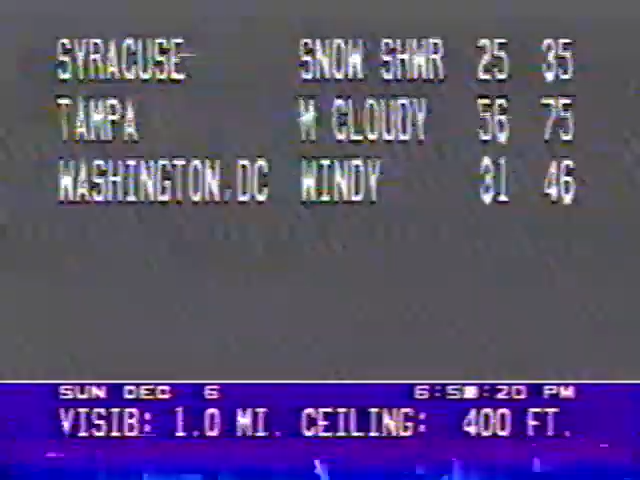 SYRACUSE SNOW SHWR 25 35
TAMPA M CLOUDY 56 75
WASHINGTON,DC WINDY 31 46
SUN DEC 6 PM
VISIB: 1.0 MI. CEILING: 400 FT.